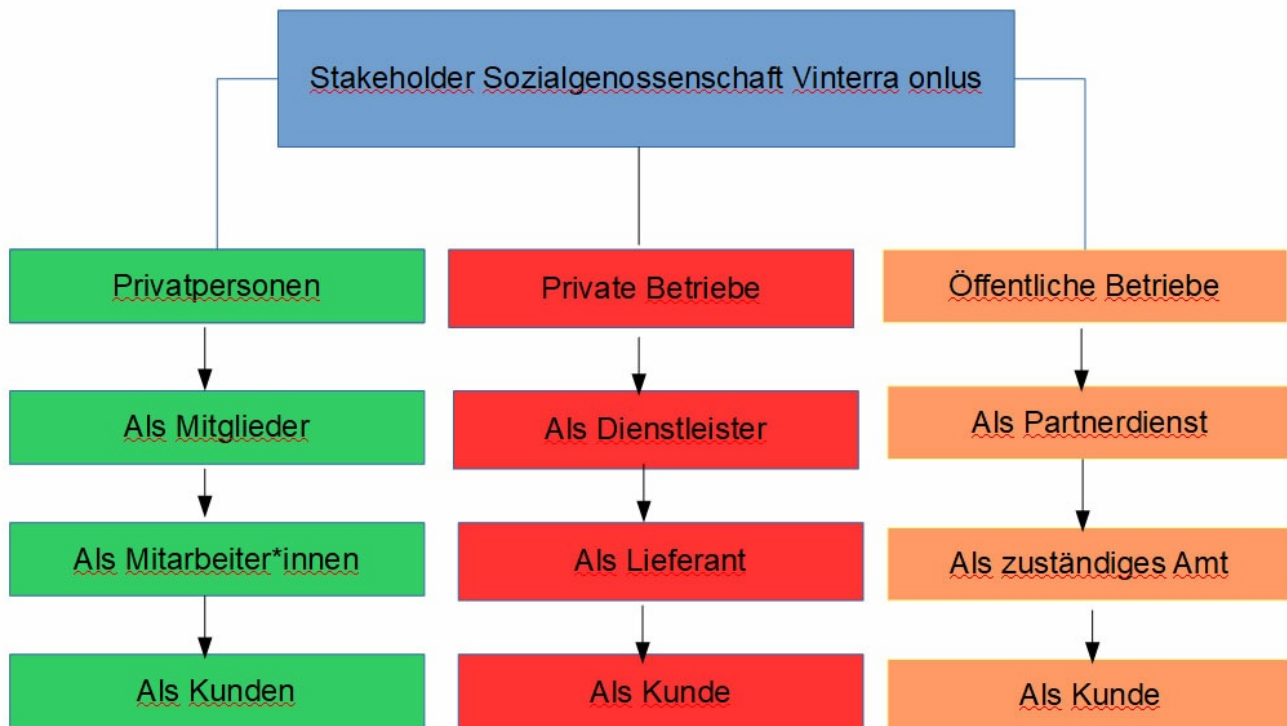 Stakeholder Sozialgenossenschaft Vinterra onlus
Privatpersonen
Als Mitglieder
Als Mitarbeiter*innen
Als Kunden
Private Betriebe
Als Dienstleister
Als Lieferant
Als Kunde
Öffentliche Betriebe
Als Partnerdienst
Als zuständiges Amt
Als Kunde